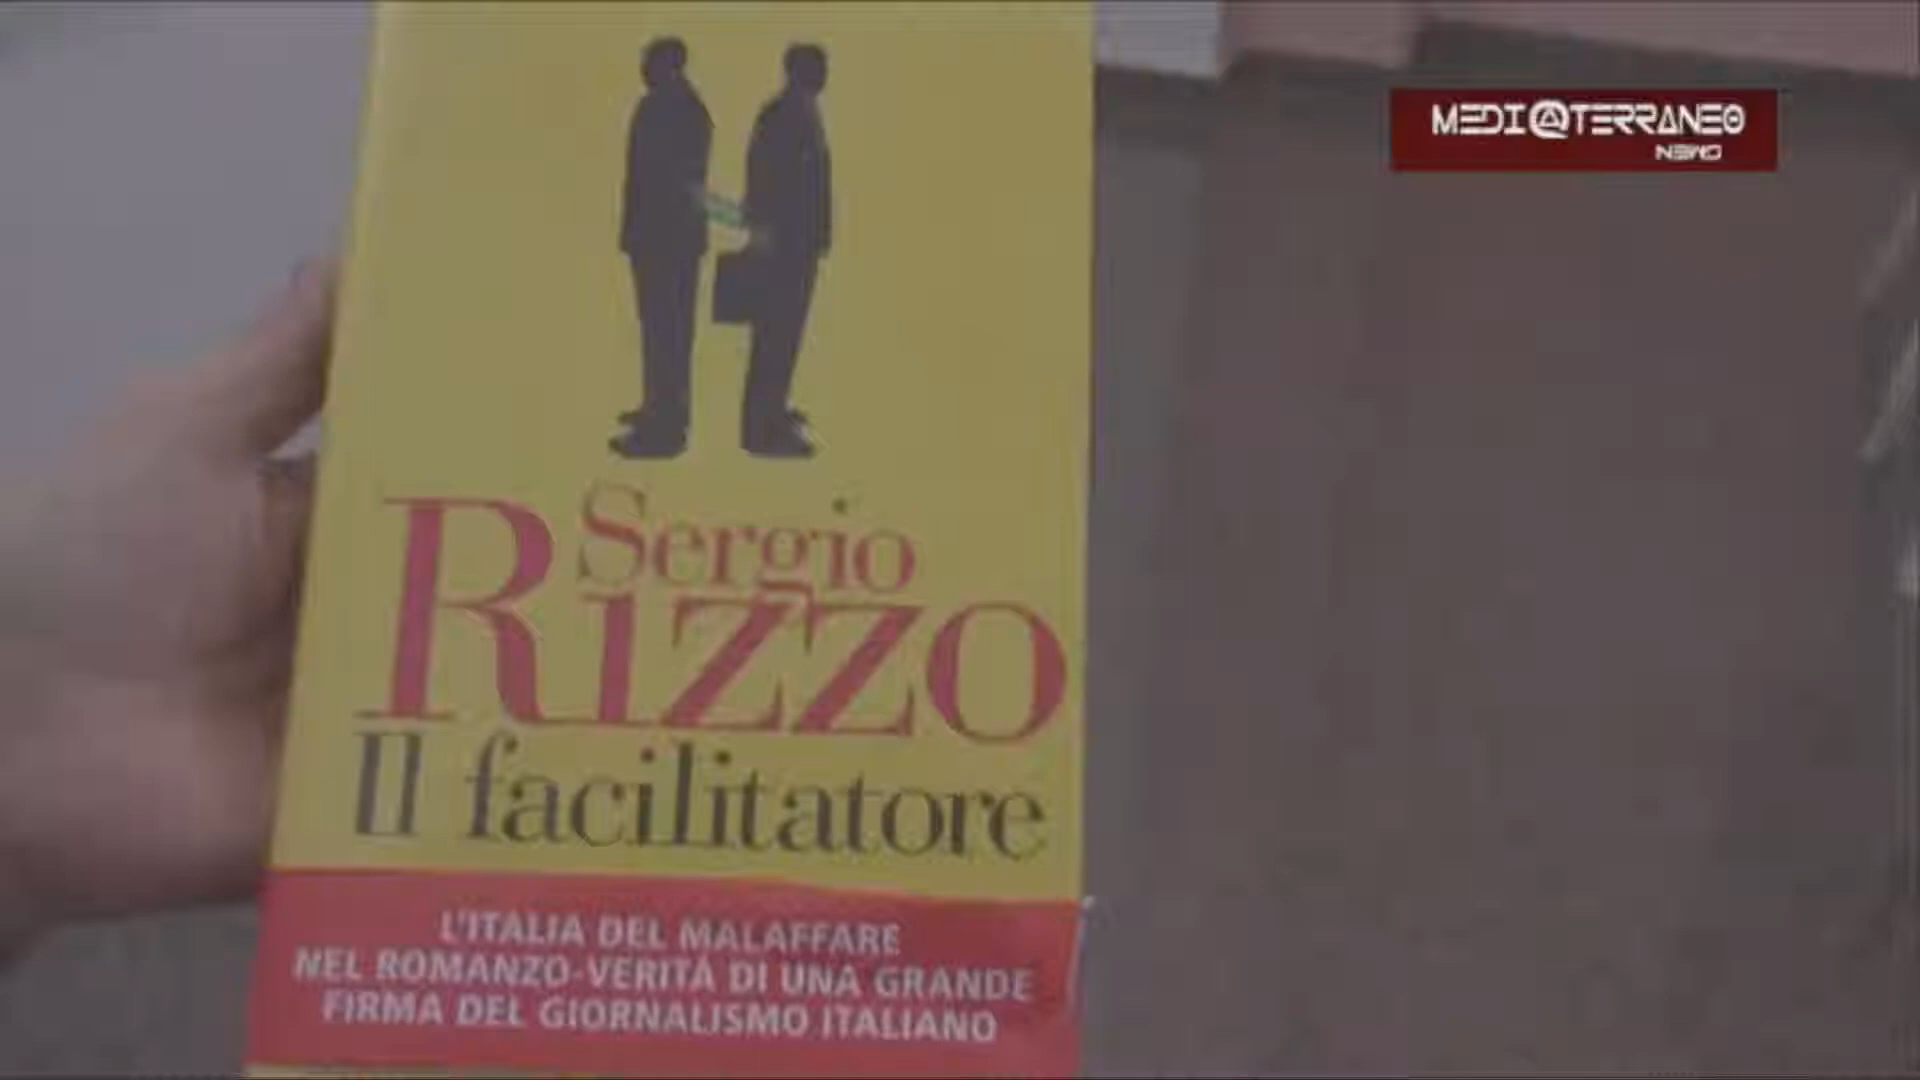 MEDI@TERRANEO
NEWS
Sergio
Rizzo
Il facilitatore
L'ITALIA DEL MALAFFARE
NEL ROMANZO-VERITÀ DI UNA GRANDE
FIRMA DEL GIORNALISMO ITALIANO